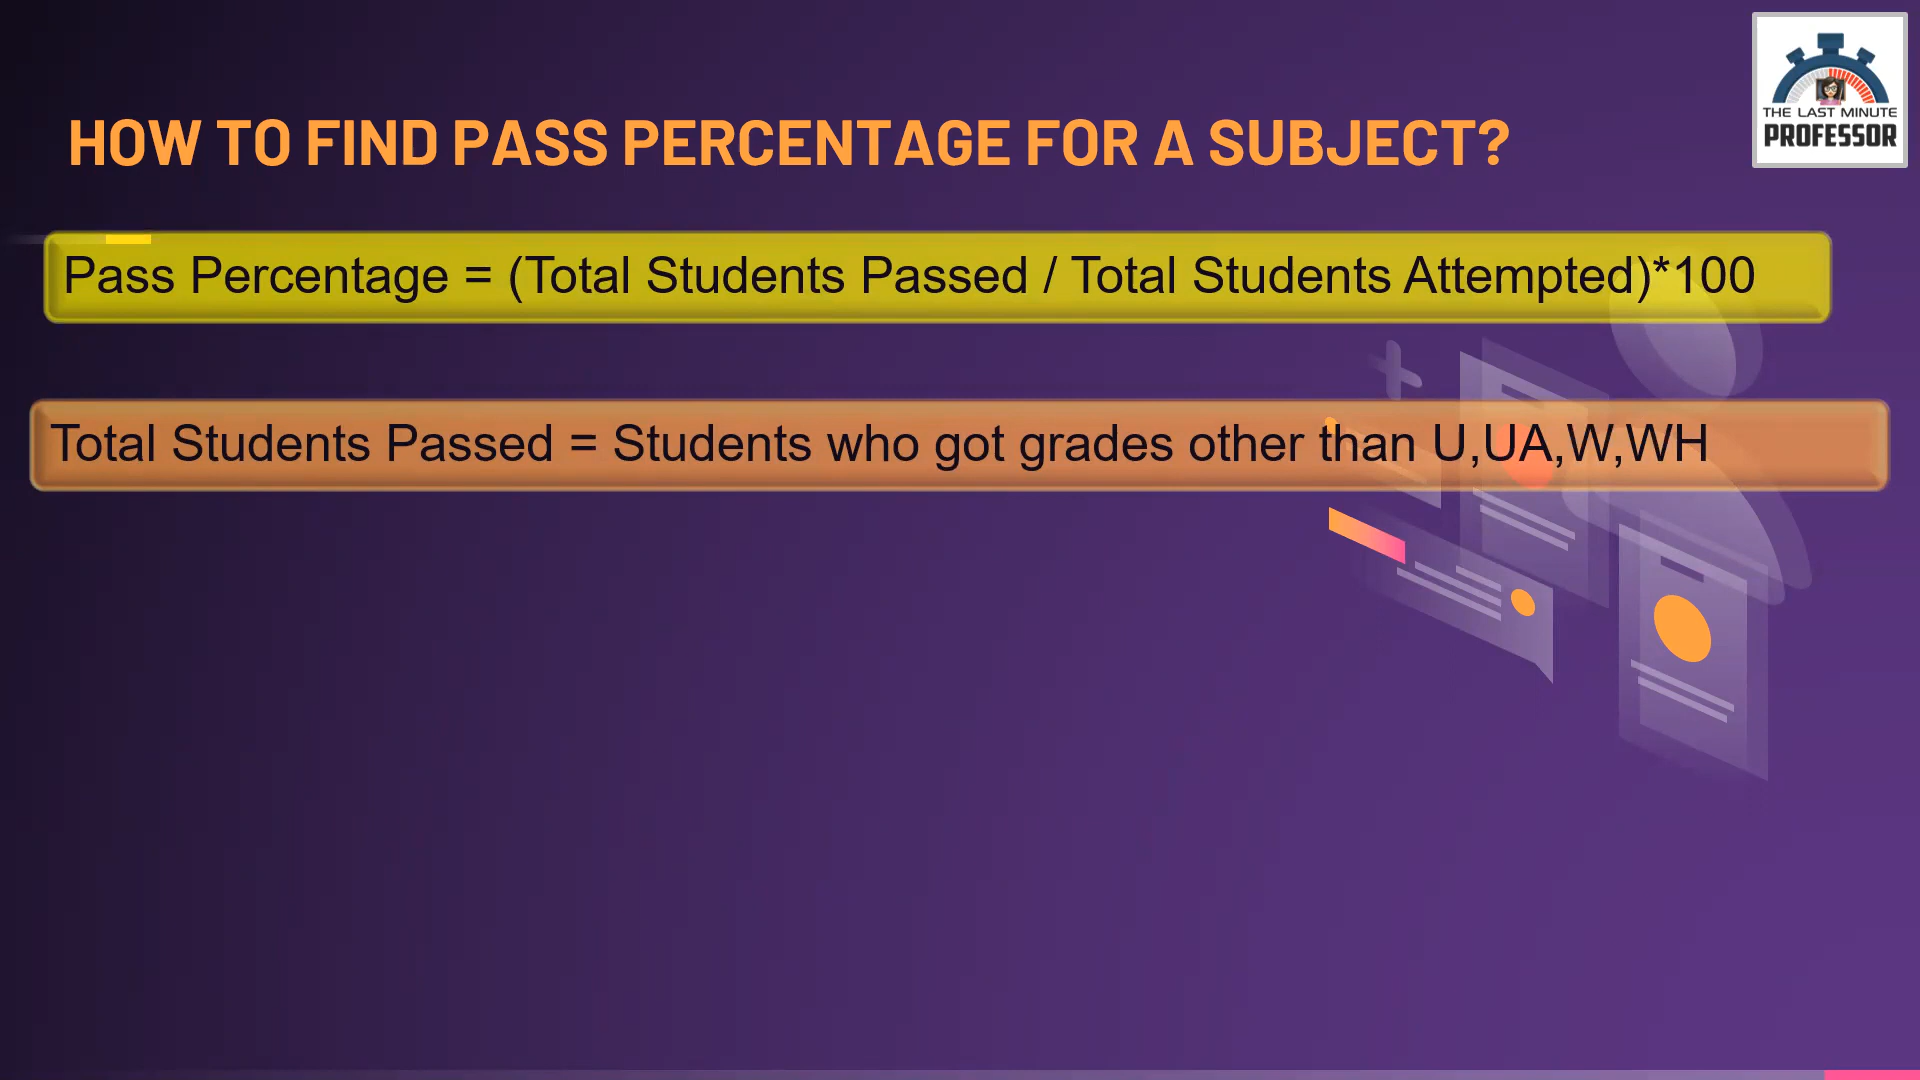 THE LAST MINUTE
PROFESSOR
HOW TO FIND PASS PERCENTAGE FOR A SUBJECT?
Pass Percentage = (Total Students Passed / Total Students Attempted)*100
Total Students Passed = Students who got grades other than U,UA,W,WH